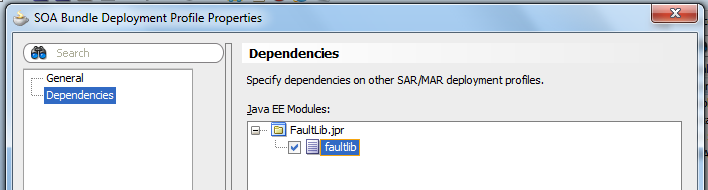 SOA Bundle Deployment Profile Properties
Search
General
Dependencies
Dependencies
Specify dependencies on other SAR/MAR deployment profiles.
Java EE Modules:
FaultLib.jpr
faultlib